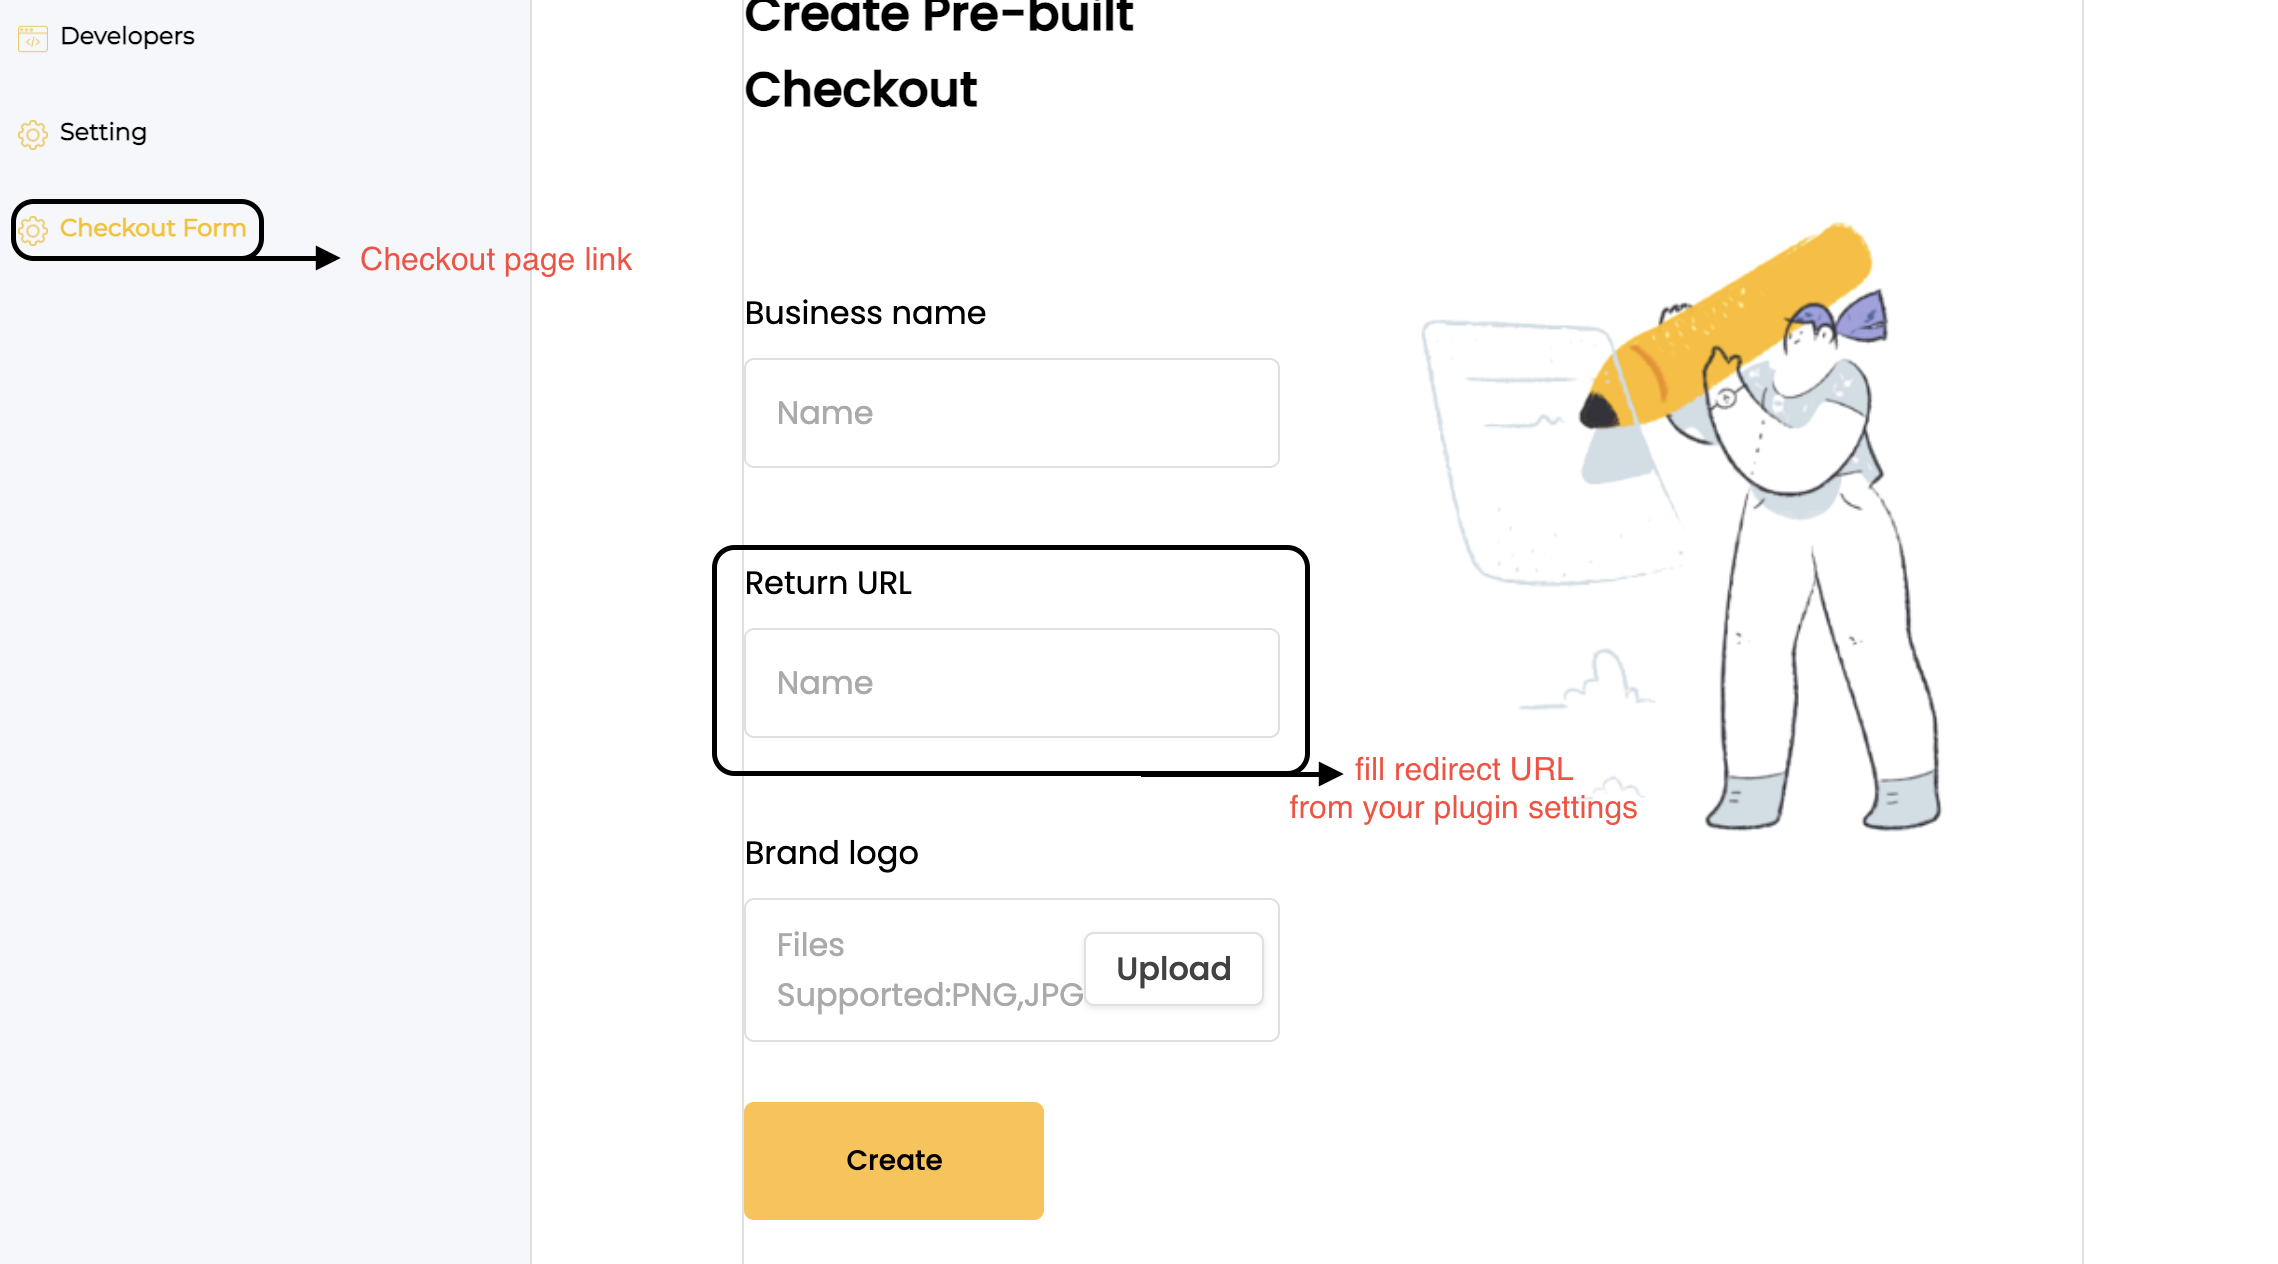 Developers
Setting
Checkout Form
Checkout page link
Create Pre-built
Checkout
Business name
Name
Return URL
Name
fill redirect URL
from your plugin settings
Brand logo
Files
Supported:PNG,JPG
Upload
Create